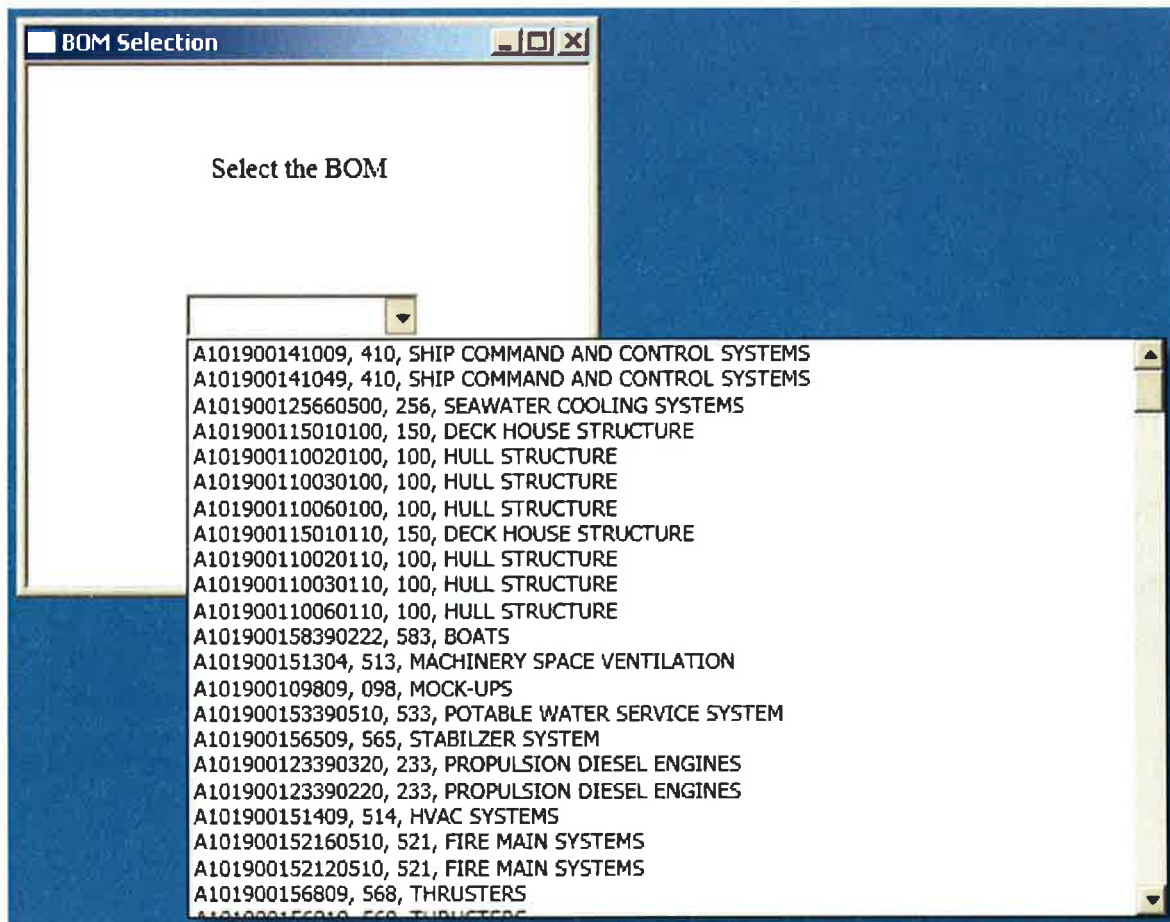 BOM Selection
Select the BOM
A101900141009, 410, SHIP COMMAND AND CONTROL SYSTEMS
A101900141049, 410, SHIP COMMAND AND CONTROL SYSTEMS
A101900125660500, 256, SEAWATER COOLING SYSTEMS
A101900115010100, 150, DECK HOUSE STRUCTURE
A101900110020100, 100, HULL STRUCTURE
A101900110030100, 100, HULL STRUCTURE
A101900110060100, 100, HULL STRUCTURE
A101900115010110, 150, DECK HOUSE STRUCTURE
A101900110020110, 100, HULL STRUCTURE
A101900110030110, 100, HULL STRUCTURE
A101900110060110, 100, HULL STRUCTURE
A101900158390222, 583, BOATS
A101900151304, 513, MACHINERY SPACE VENTILATION
A101900109809, 098, MOCK-UPS
A101900153390510, 533, POTABLE WATER SERVICE SYSTEM
A101900156509, 565, STABILZER SYSTEM
A101900123390320, 233, PROPULSION DIESEL ENGINES
A101900123390220, 233, PROPULSION DIESEL ENGINES
A101900151409, 514, HVAC SYSTEMS
A101900152160510, 521, FIRE MAIN SYSTEMS
A101900152120510, 521, FIRE MAIN SYSTEMS
A101900156809, 568, THRUSTERS